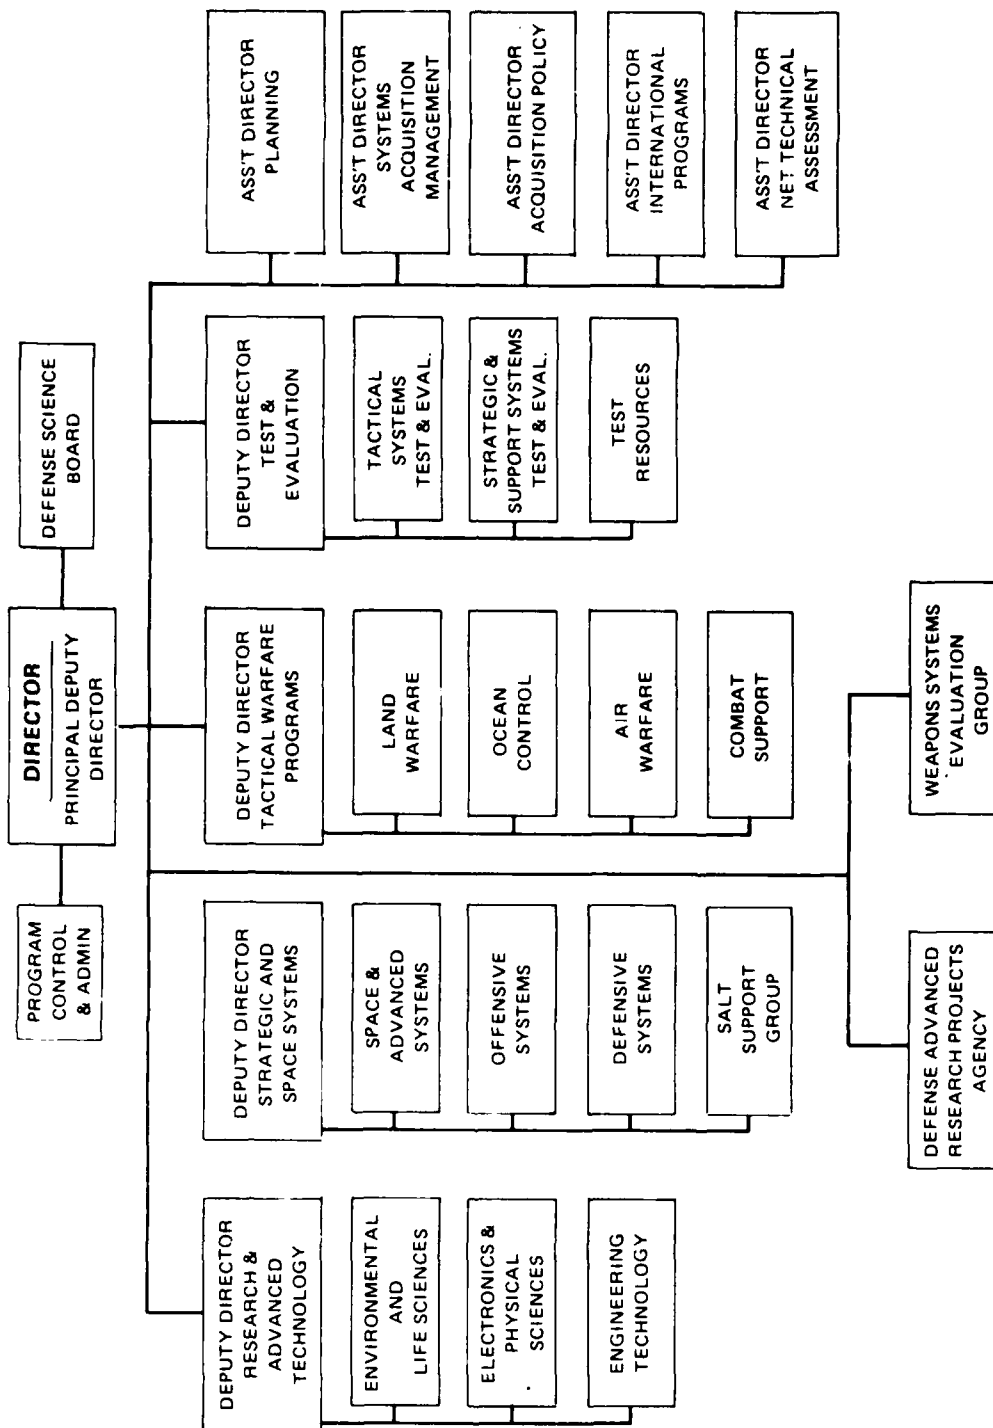 PROGRAM
CONTROL
& ADMIN
DIRECTOR
PRINCIPAL DEPUTY
DIRECTOR
DEFENSE SCIENCE
BOARD
DEPUTY DIRECTOR
RESEARCH &
ADVANCED
TECHNOLOGY
ENVIRONMENTAL
AND
LIFE SCIENCES
ELECTRONICS &
PHYSICAL
SCIENCES
ENGINEERING
TECHNOLOGY
DEPUTY DIRECTOR
STRATEGIC AND
SPACE SYSTEMS
SPACE &
ADVANCED
SYSTEMS
OFFENSIVE
SYSTEMS
DEFENSIVE
SYSTEMS
SALT
SUPPORT
GROUP
DEPUTY DIRECTOR
TACTICAL WARFARE
PROGRAMS
LAND
WARFARE
OCEAN
CONTROL
AIR
WARFARE
COMBAT
SUPPORT
DEPUTY DIRECTOR
TEST &
EVALUATION
TACTICAL
SYSTEMS
TEST & EVAL.
STRATEGIC &
SUPPORT SYSTEMS
TEST & EVAL.
TEST
RESOURCES
ASS'T DIRECTOR
PLANNING
ASS'T DIRECTOR
SYSTEMS
ACQUISITION
MANAGEMENT
ASS'T DIRECTOR
ACQUISITION POLICY
ASS'T DIRECTOR
INTERNATIONAL
PROGRAMS
ASS'T DIRECTOR
NET TECHNICAL
ASSESSMENT
DEFENSE ADVANCED
RESEARCH PROJECTS
AGENCY
WEAPONS SYSTEMS
EVALUATION
GROUP